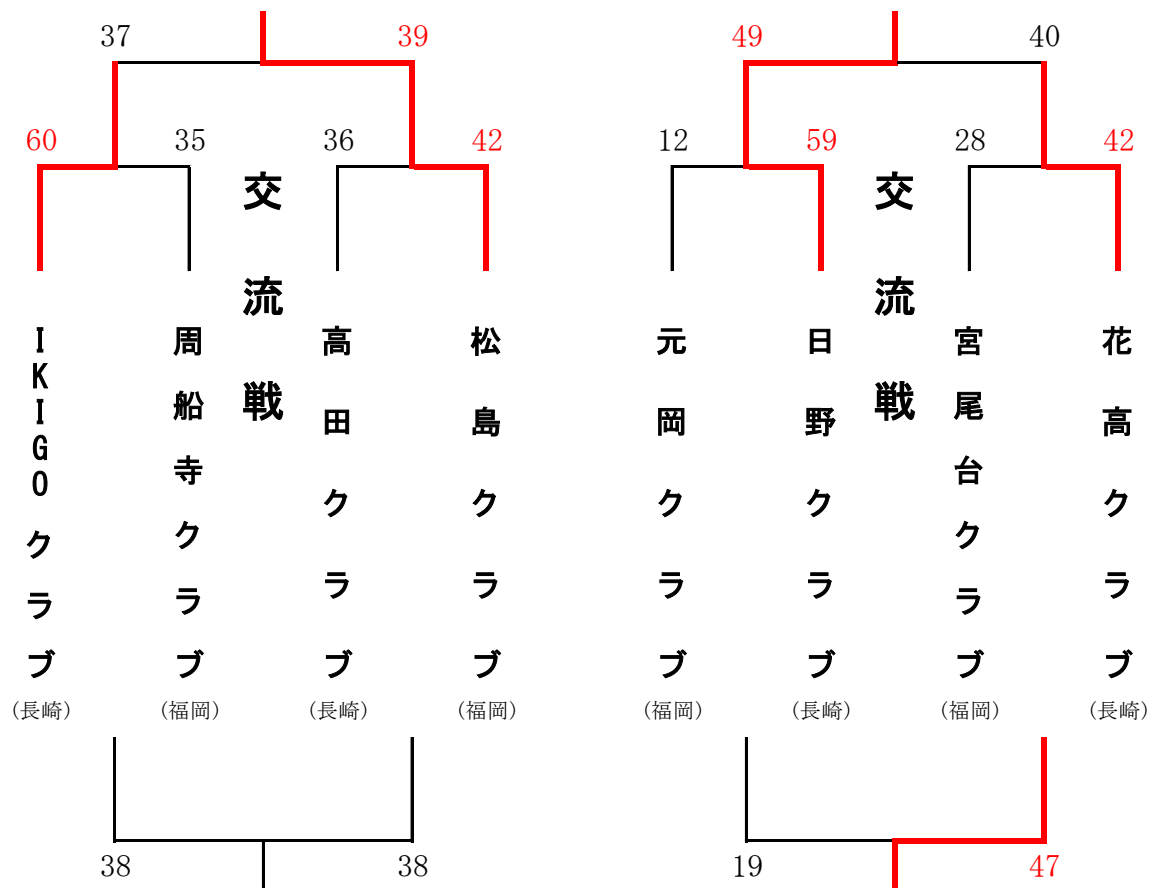 37
39
49
40
60
35
36
42
12
59
28
42
交流戦
交流戦
IKIGOクラブ
周船寺クラブ
高田クラブ
松島クラブ
元岡クラブ
日野クラブ
宮尾台クラブ
花高クラブ
(長崎)
(福岡)
(長崎)
(福岡)
(福岡)
(長崎)
(福岡)
(長崎)
38
38
19
47